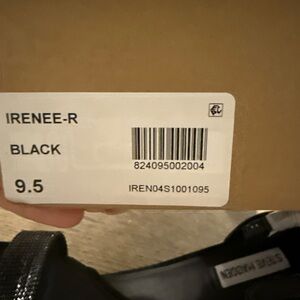 IRENEE-R
BLACK
824095002004
9.5
IREN04S1001095
STEVE MADDEN